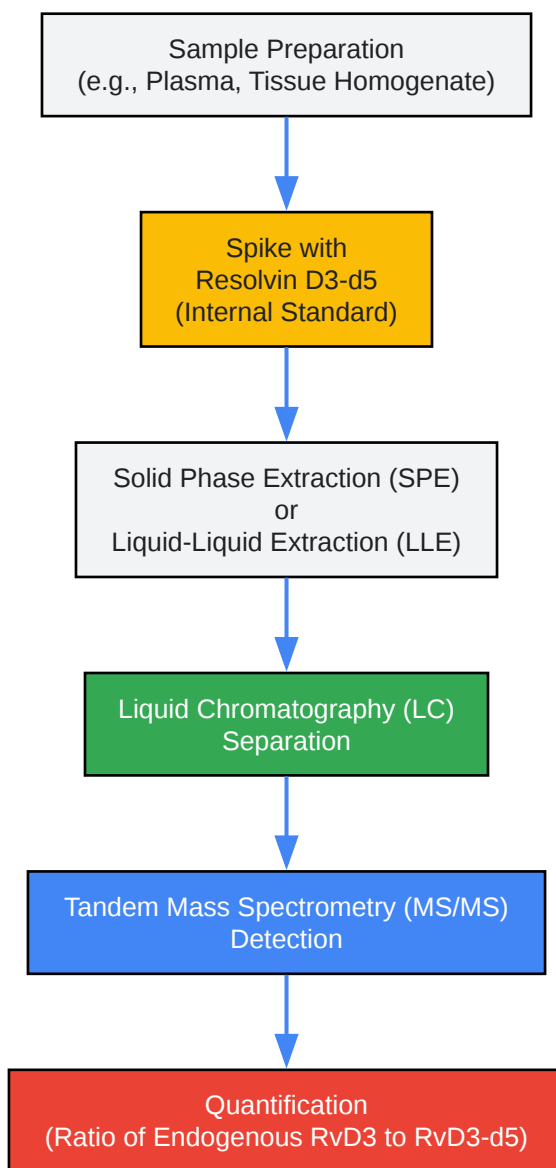 Sample Preparation
(e.g., Plasma, Tissue Homogenate)
Spike with
Resolvin D3-d5
(Internal Standard)
Solid Phase Extraction (SPE)
or
Liquid-Liquid Extraction (LLE)
Liquid Chromatography (LC)
Separation
Tandem Mass Spectrometry (MS/MS)
Detection
Quantification
(Ratio of Endogenous RvD3 to RvD3-d5)